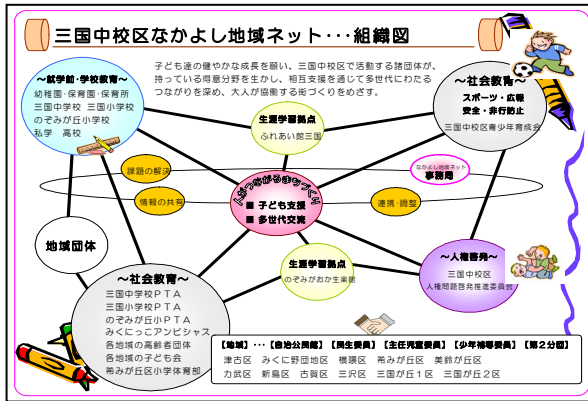 三国中校区なかよし地域ネット・・・組織図
子ども達の健やかな成長を願い、三国中校区で活動する諸団体が、
持っている得意分野を生かし、相互支援を通じて多世代にわたる
つながりを深め、大人が協働する街づくりをめざす。
～就学前・学校教育～
幼稚園・保育園・保育所
三国中学校 三国小学校
のぞみが丘小学校
私学 高校
生涯学習拠点
ふれあい館三国
～社会教育～
スポーツ・広報
安全・非行防止
三国中校区青少年育成会
課題の解決
情報の共有
人がつながるまちづくり
■ 子ども支援
■ 多世代交流
なかよし地域ネット
事務局
連携・調整
地域団体
生涯学習拠点
のぞみがおか生楽館
～人権啓発～
三国中校区
人権問題啓発推進委員会
～社会教育～
三国中学校PTA
三国小学校PTA
のぞみが丘小PTA
みくにっこアンビシャス
各地域の高齢者団体
各地域の子ども会
希みが丘区小学体育部
【地域】・・・【自治公民館】【民生委員】【主任児童委員】【少年補導委員】【第2分団】
津古区 みくに野団地区 横隈区 希みが丘区 美鈴が丘区
力武区 新島区 古賀区 三沢区 三国が丘1区 三国が丘2区